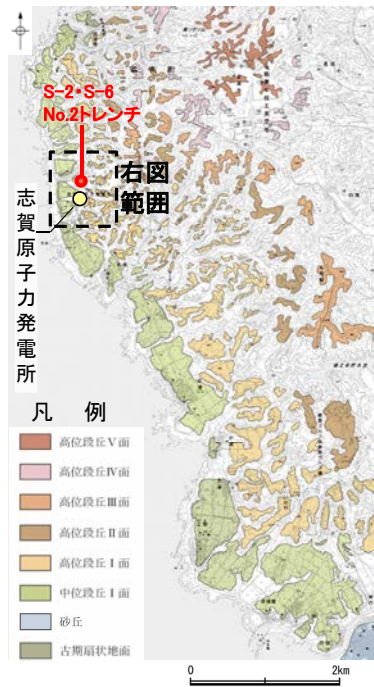 S-2・S-6
No.2トレンチ
右図
範囲
志賀原子力発電所
凡 例
高位段丘Ⅴ面
高位段丘Ⅳ面
高位段丘Ⅲ面
高位段丘Ⅱ面
高位段丘Ⅰ面
中位段丘Ⅰ面
砂丘
古期扇状地面
0 2km